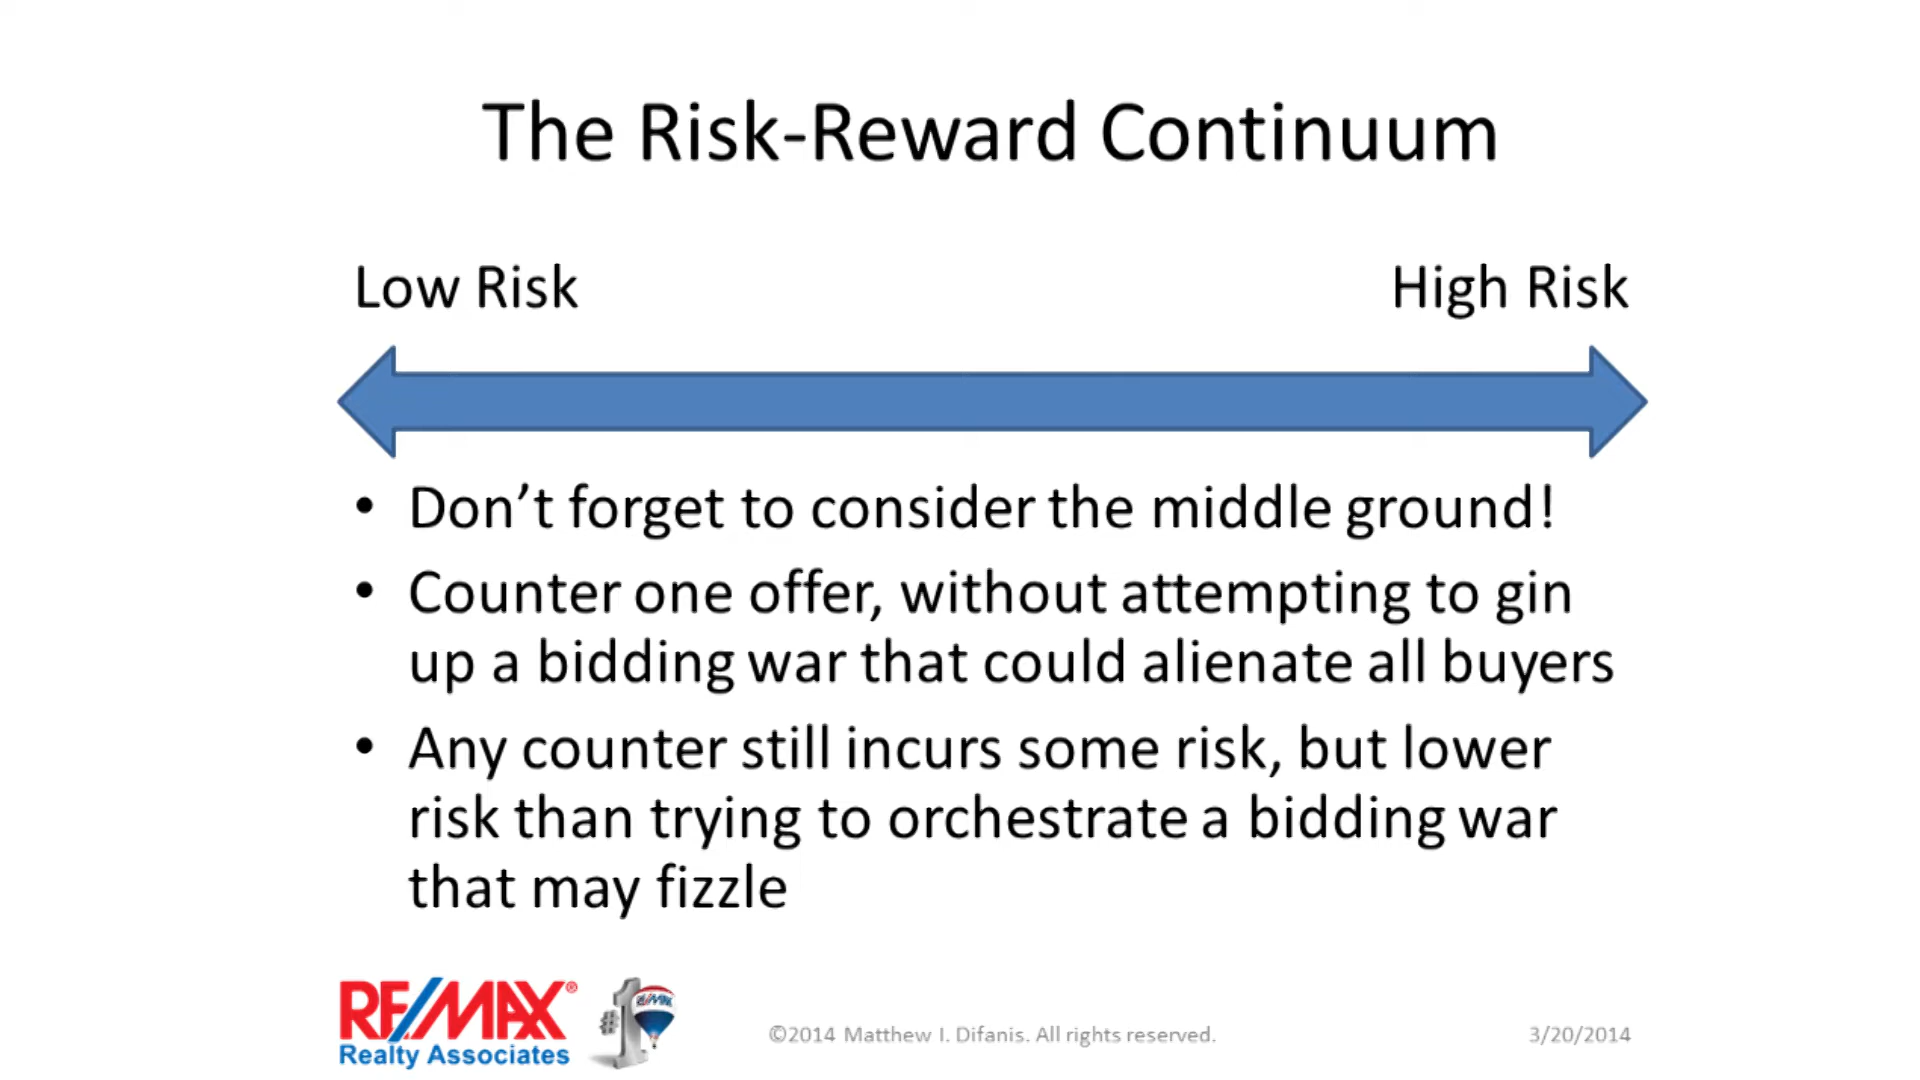 The Risk-Reward Continuum
Low Risk
High Risk
• Don’t forget to consider the middle ground!
• Counter one offer, without attempting to gin
up a bidding war that could alienate all buyers
• Any counter still incurs some risk, but lower
risk than trying to orchestrate a bidding war
that may fizzle
RE/MAX®
Realty Associates
#1
RE/MAX
©2014 Matthew I. Difanis. All rights reserved.
3/20/2014